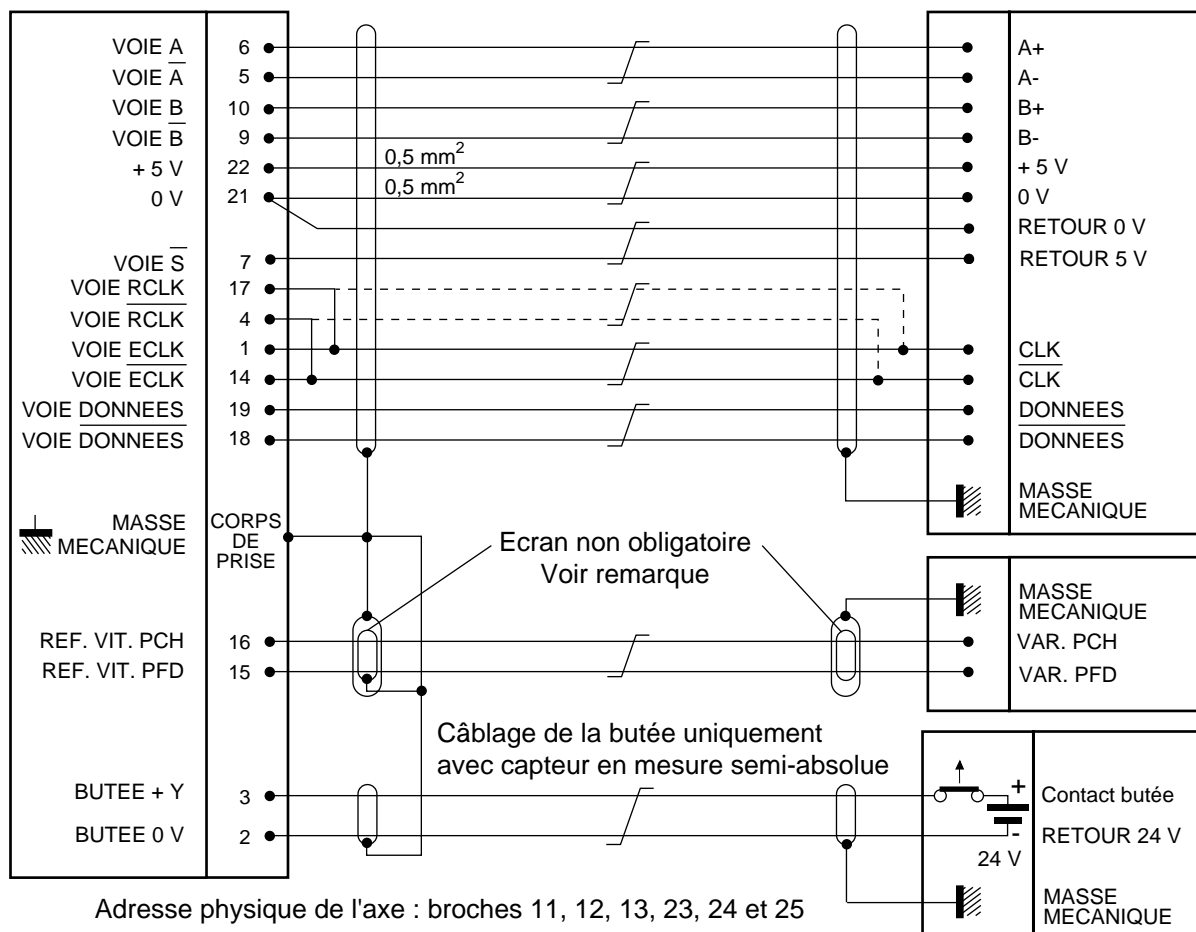 VOIE A 6 A+
VOIE A̅ 5 A-
VOIE B 10 B+
VOIE B̅ 9 B-
+ 5 V 22 0,5 mm² + 5 V
0 V 21 0,5 mm² 0 V
RETOUR 0 V
VOIE S̅ 7 RETOUR 5 V
VOIE RCLK 17
VOIE R̅C̅L̅K̅ 4
VOIE ECLK 1 CLK
VOIE E̅C̅L̅K̅ 14 C̅L̅K̅
VOIE DONNEES 19 DONNEES
VOIE D̅O̅N̅N̅E̅E̅S̅ 18 D̅O̅N̅N̅E̅E̅S̅
MASSE
MECANIQUE
MASSE
MECANIQUE
CORPS
DE
PRISE
Ecran non obligatoire
Voir remarque
MASSE
MECANIQUE
REF. VIT. PCH 16 VAR. PCH
REF. VIT. PFD 15 VAR. PFD
Câblage de la butée uniquement
avec capteur en mesure semi-absolue
BUTEE + Y 3 + Contact butée
BUTEE 0 V 2 - RETOUR 24 V
24 V
MASSE
MECANIQUE
Adresse physique de l'axe : broches 11, 12, 13, 23, 24 et 25